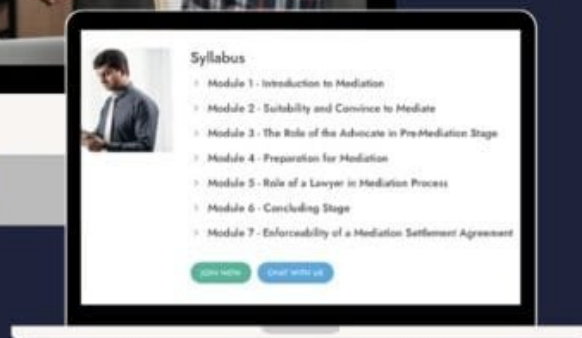 Syllabus
Module 1 - Introduction to Mediation
Module 2 - Suitability and Convince to Mediate
Module 3 - The Role of the Advocate in Pre-Mediation Stage
Module 4 - Preparation for Mediation
Module 5 - Role of a Lawyer in Mediation Process
Module 6 - Concluding Stage
Module 7 - Enforceability of a Mediation Settlement Agreement
JOIN NOW CHAT WITH US